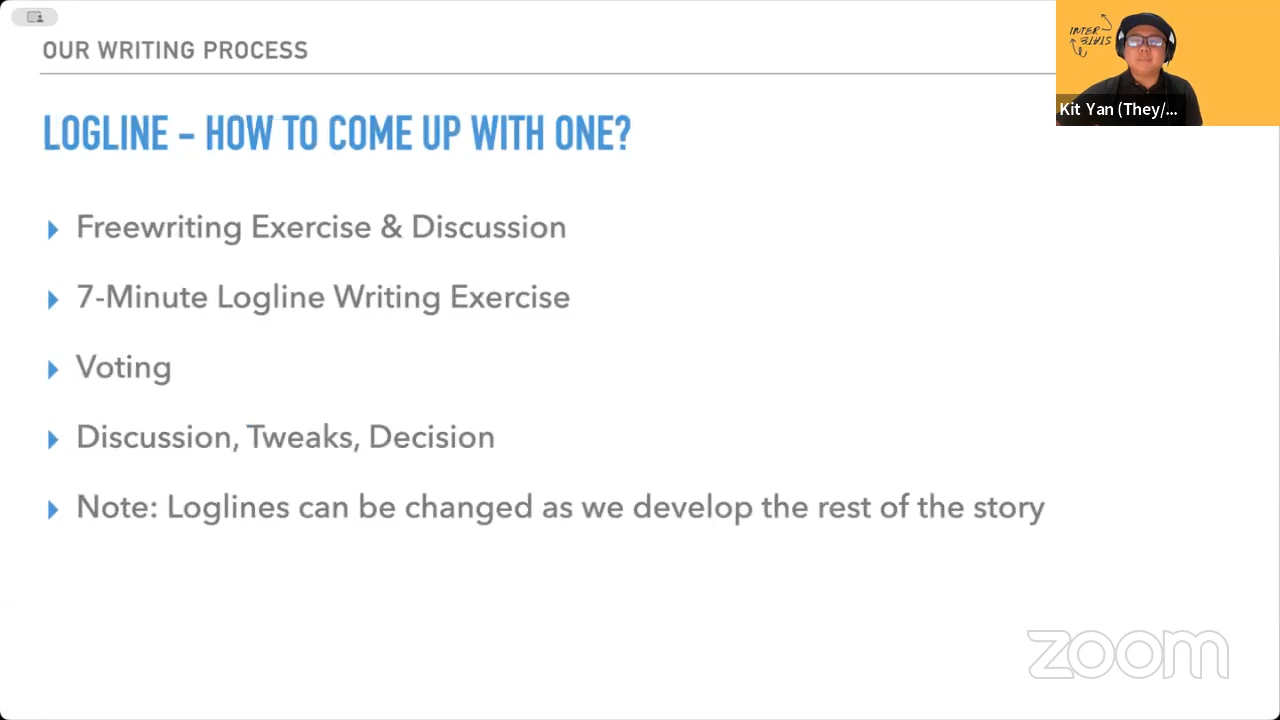 OUR WRITING PROCESS
LOGLINE – HOW TO COME UP WITH ONE?
Freewriting Exercise & Discussion
7-Minute Logline Writing Exercise
Voting
Discussion, Tweaks, Decision
Note: Loglines can be changed as we develop the rest of the story
INTER
STATE
Kit Yan (They/...
zoom